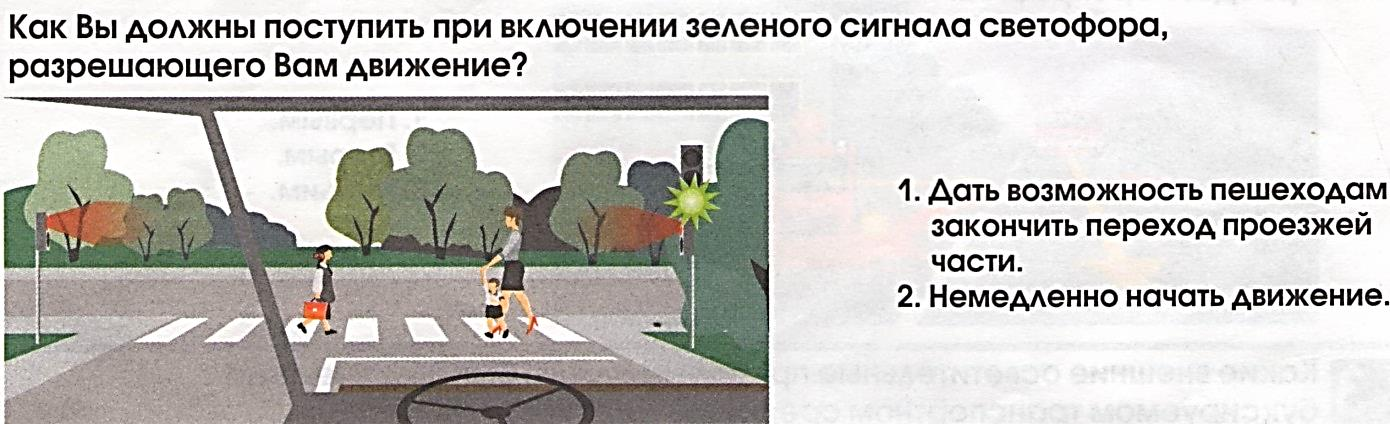 Как Вы должны поступить при включении зеленого сигнала светофора,
разрешающего Вам движение?
1. Дать возможность пешеходам
закончить переход проезжей
части.
2. Немедленно начать движение.